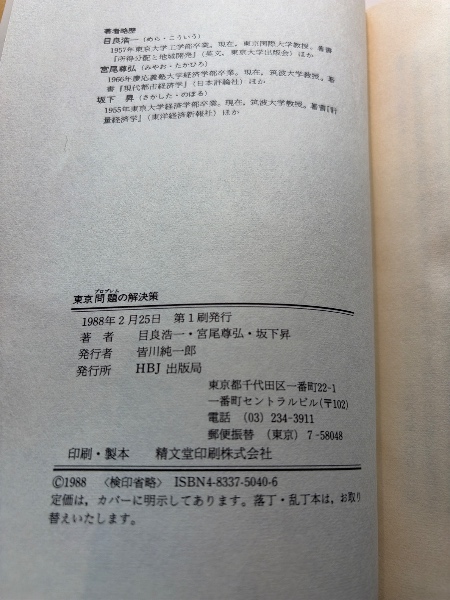 著者略歴
目良浩一（めら・こういち）
1957年東京大学工学部卒業。現在，東京国際大学教授。著書
『所得分配と地域開発』（英文，東京大学出版会）ほか
宮尾尊弘（みやお・たかひろ）
1966年慶応義塾大学経済学部卒業。現在，筑波大学教授。著
書『現代都市経済学』（日本評論社）ほか
坂下　昇（さかした・のぼる）
1955年東京大学経済学部卒業。現在，筑波大学教授。著書『計
量経済学』（東洋経済新報社）ほか
プロブレム
東京問題の解決策
1988年2月25日　第1刷発行
著　者　目良浩一・宮尾尊弘・坂下昇
発行者　皆川純一郎
発行所　HBJ 出版局
東京都千代田区一番町22-1
一番町セントラルビル（〒102）
電話　（03）234-3911
郵便振替　（東京）7-58048
印刷・製本　精文堂印刷株式会社
©1988　〈検印省略〉ISBN4-8337-5040-6
定価は，カバーに明示してあります。落丁・乱丁本は，お取り
替えいたします。